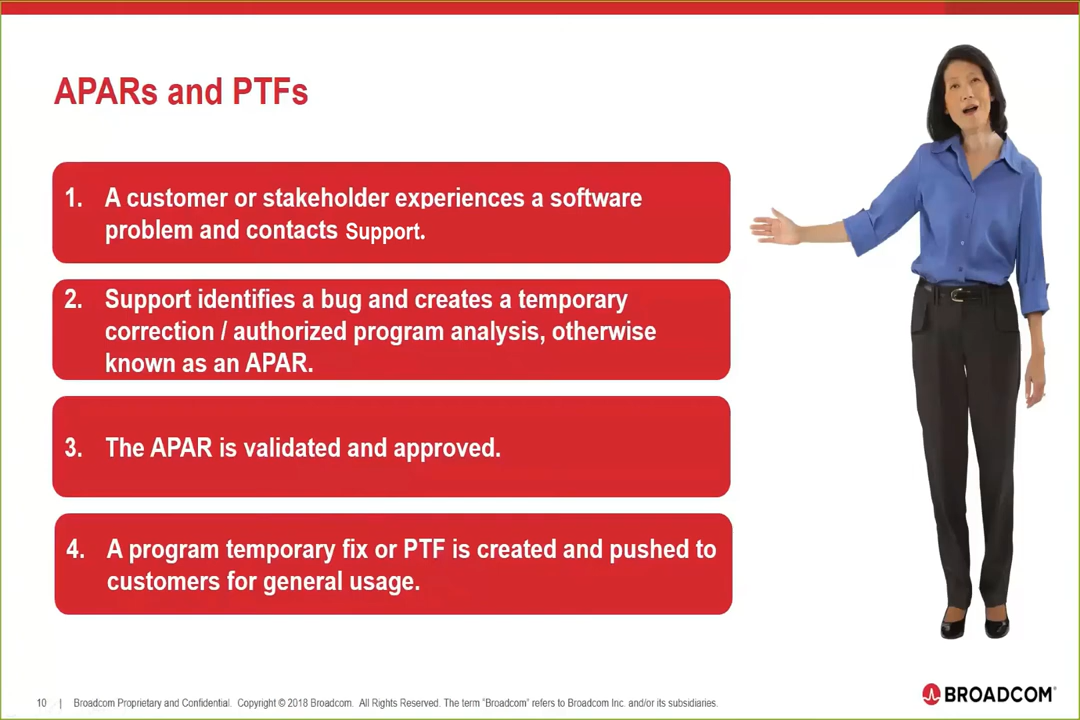 APARs and PTFs
1. A customer or stakeholder experiences a software
problem and contacts Support.
2. Support identifies a bug and creates a temporary
correction / authorized program analysis, otherwise
known as an APAR.
3. The APAR is validated and approved.
4. A program temporary fix or PTF is created and pushed to
customers for general usage.
10 | Broadcom Proprietary and Confidential. Copyright © 2018 Broadcom. All Rights Reserved. The term "Broadcom" refers to Broadcom Inc. and/or its subsidiaries.
BROADCOM®